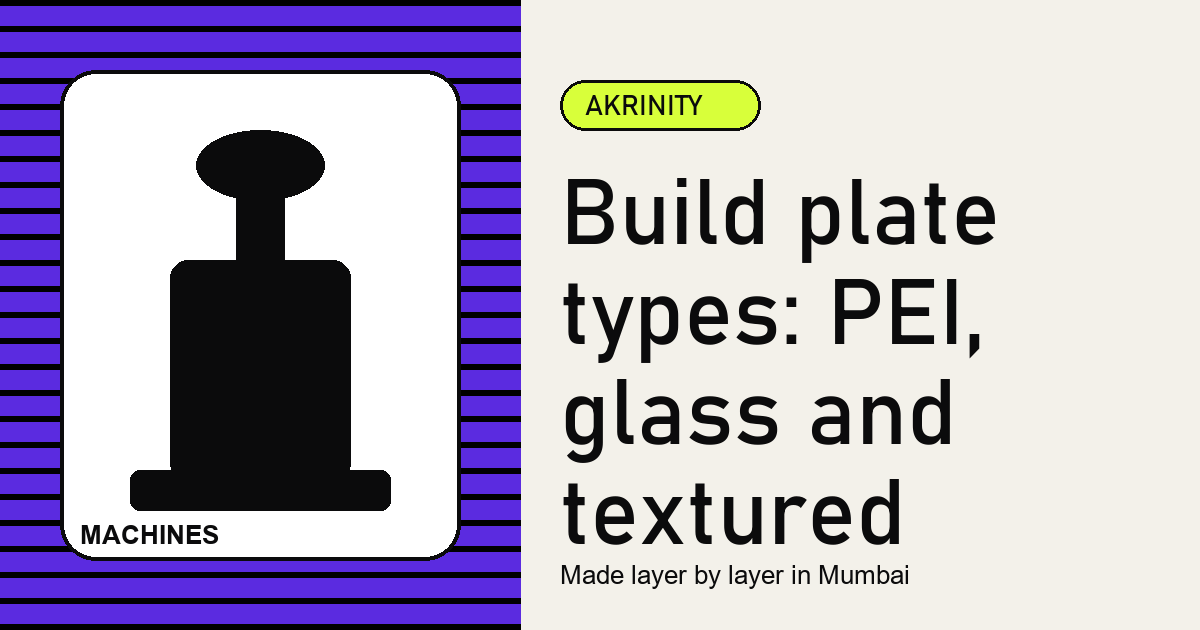 MACHINES
AKRINITY
Build plate
types: PEI,
glass and
textured
Made layer by layer in Mumbai